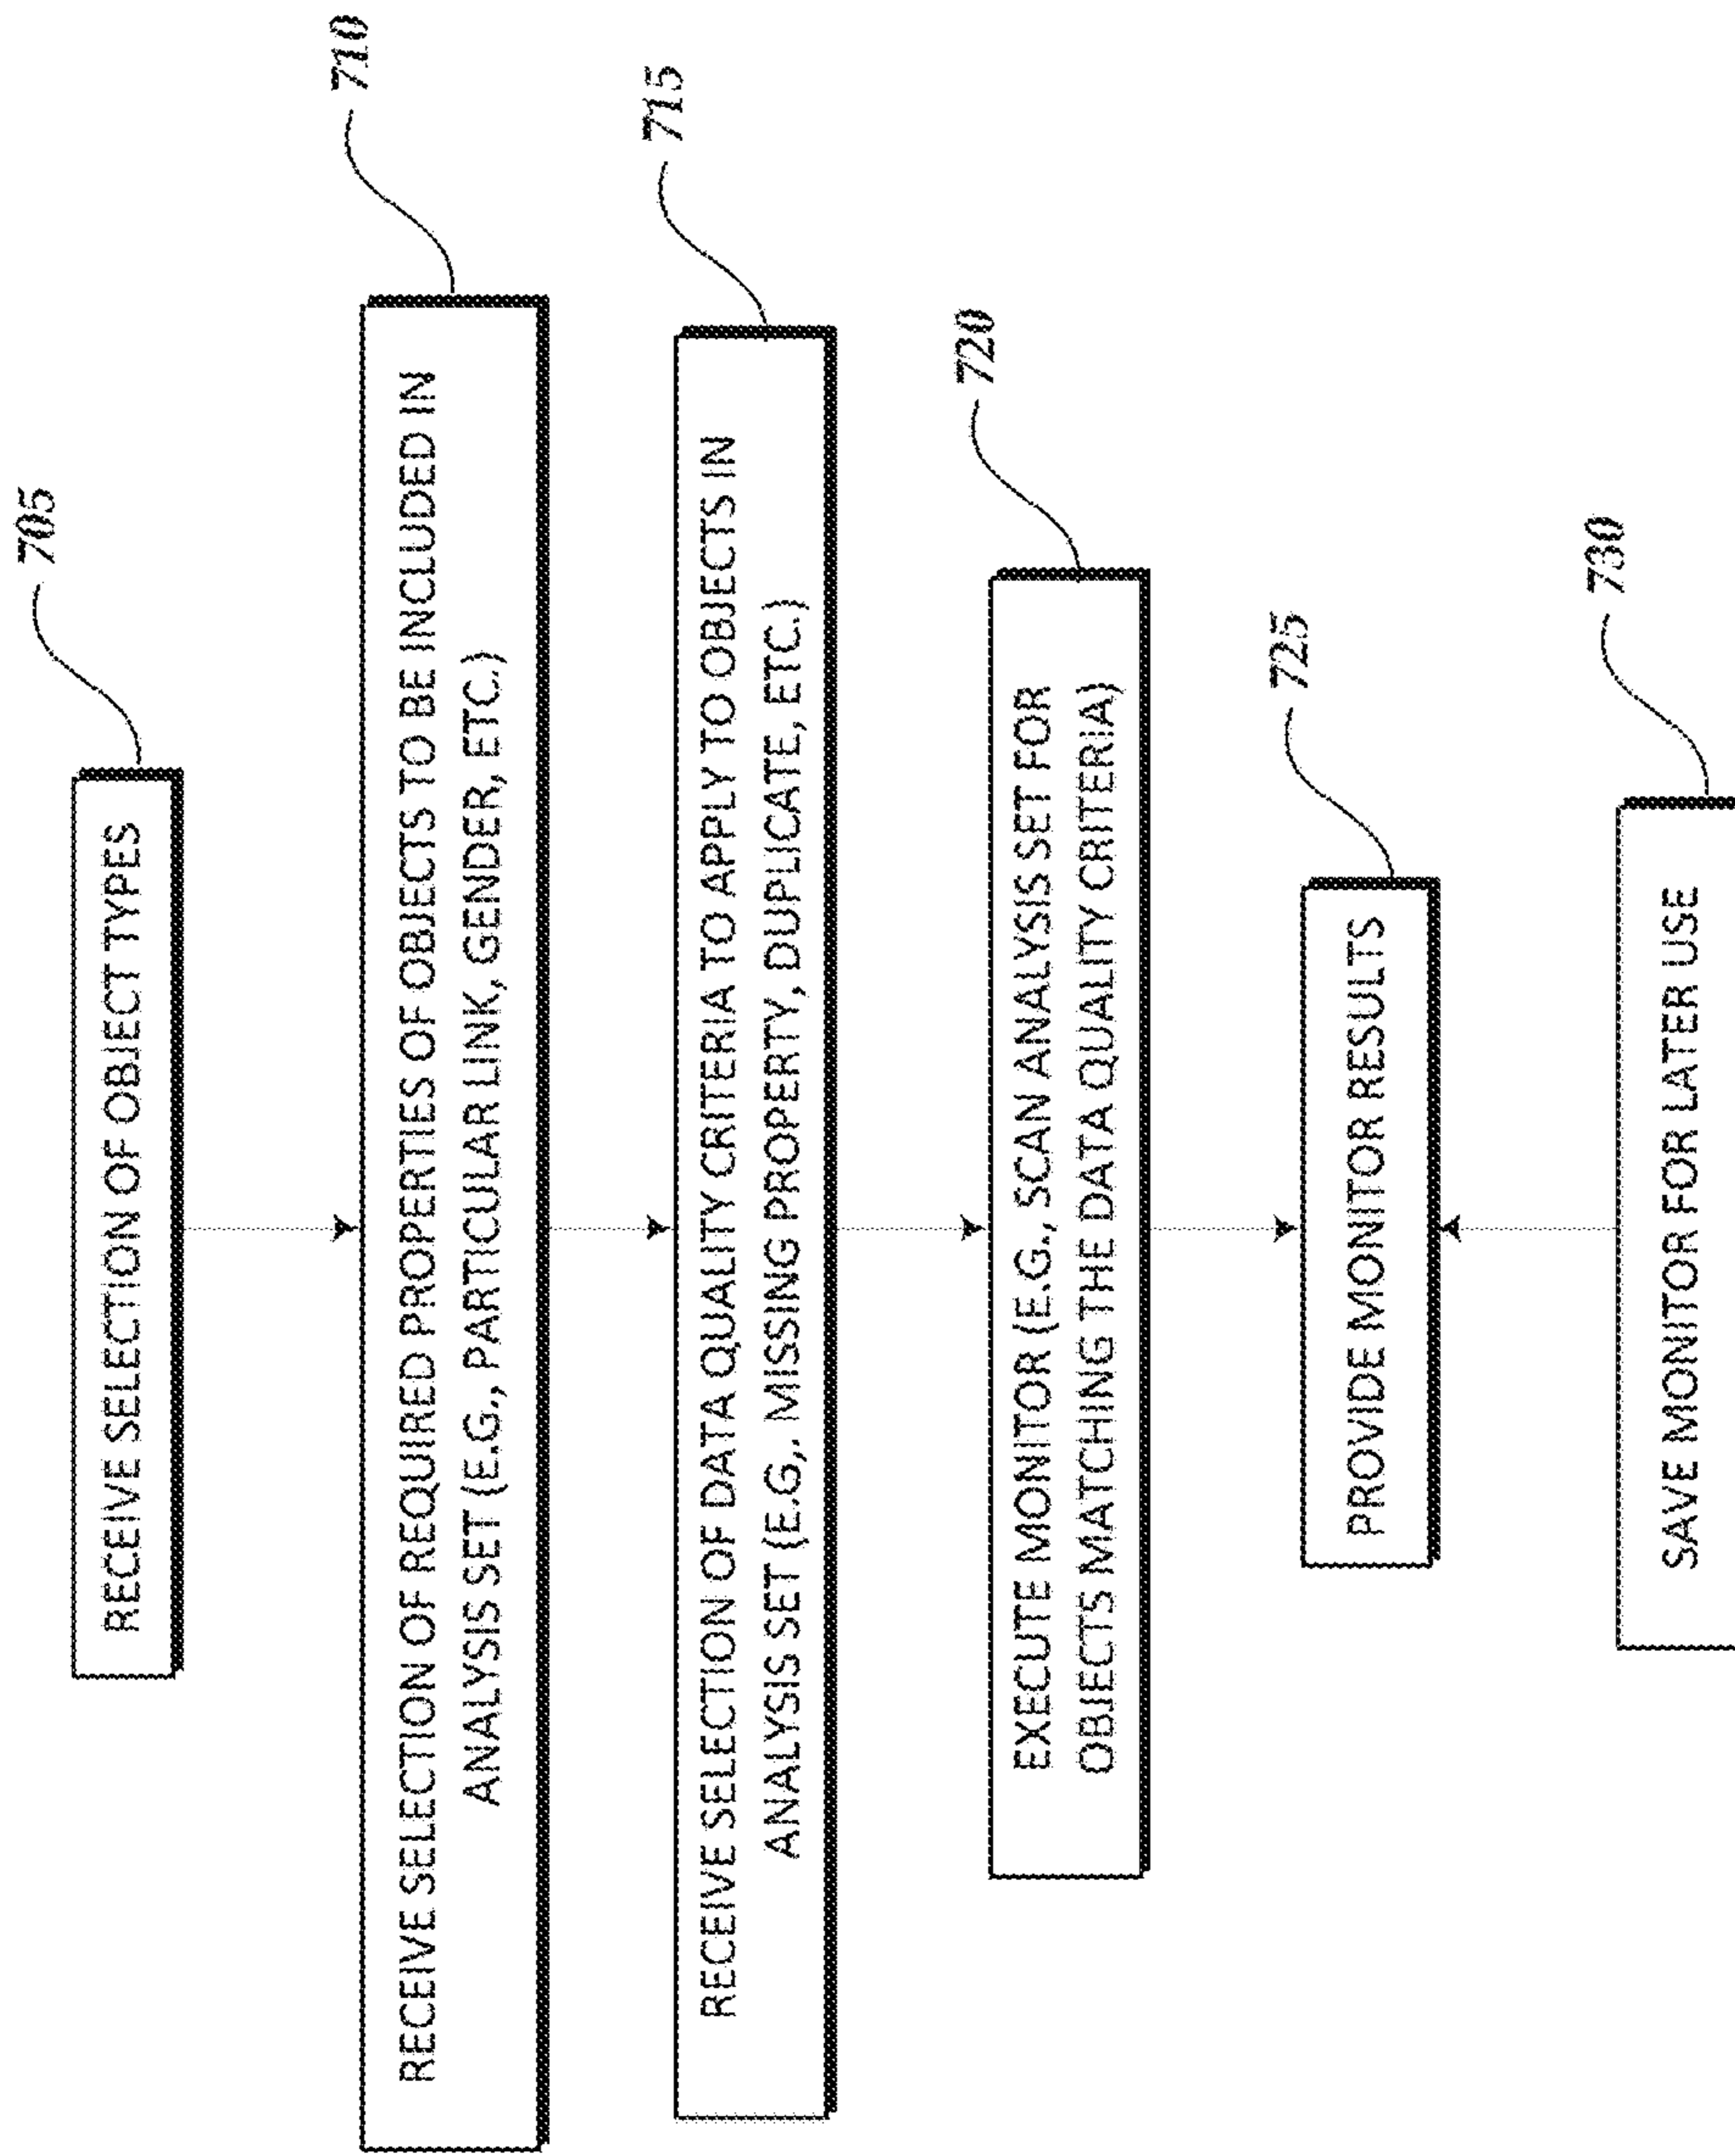 705
RECEIVE SELECTION OF OBJECT TYPES
710
RECEIVE SELECTION OF REQUIRED PROPERTIES OF OBJECTS TO BE INCLUDED IN
ANALYSIS SET (E.G., PARTICULAR LINK, GENDER, ETC.)
715
RECEIVE SELECTION OF DATA QUALITY CRITERIA TO APPLY TO OBJECTS IN
ANALYSIS SET (E.G., MISSING PROPERTY, DUPLICATE, ETC.)
720
EXECUTE MONITOR (E.G., SCAN ANALYSIS SET FOR
OBJECTS MATCHING THE DATA QUALITY CRITERIA)
725
PROVIDE MONITOR RESULTS
730
SAVE MONITOR FOR LATER USE